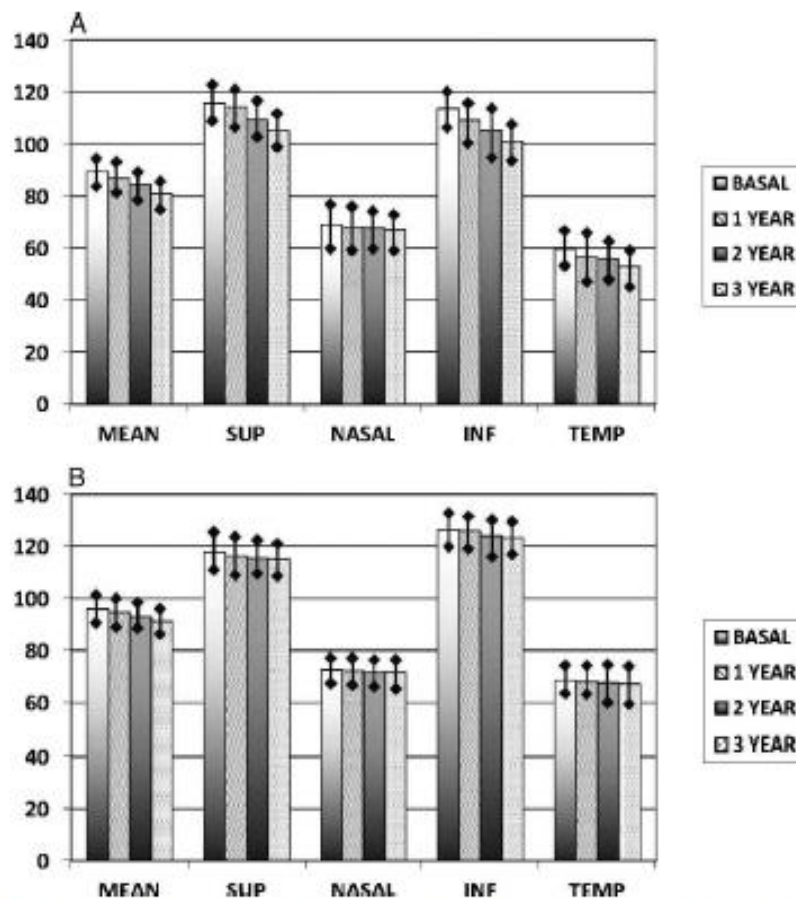 A
140
120
100
80
60
40
20
0
MEAN SUP NASAL INF TEMP
BASAL
1 YEAR
2 YEAR
3 YEAR
B
140
120
100
80
60
40
20
0
MEAN SUP NASAL INF TEMP
BASAL
1 YEAR
2 YEAR
3 YEAR